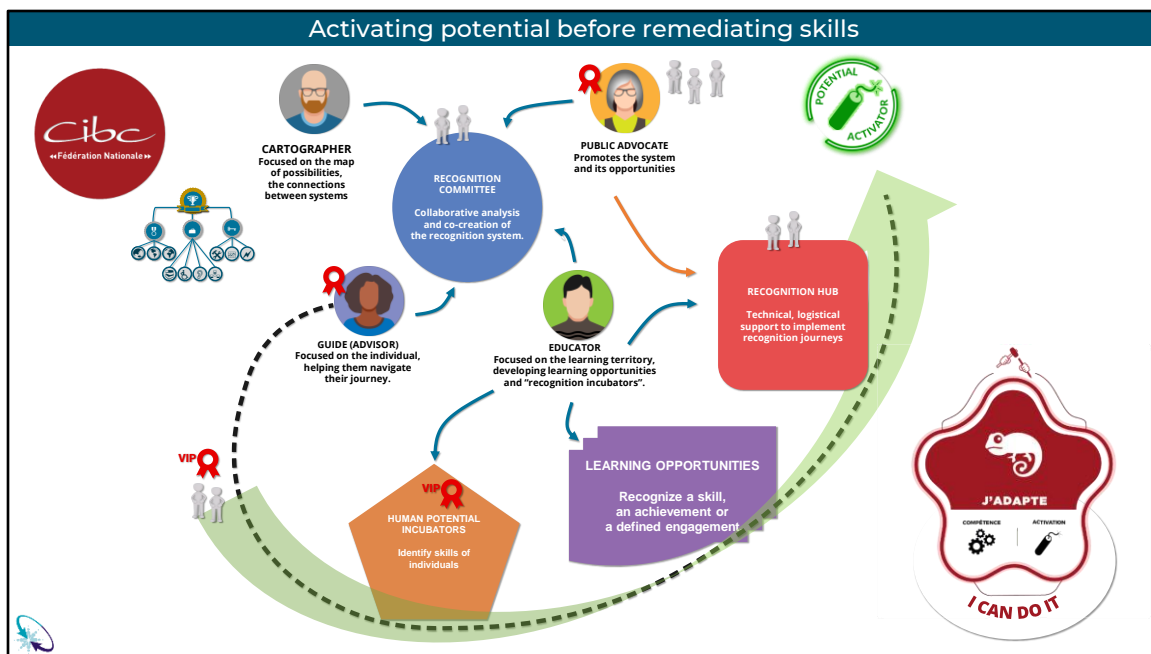 Activating potential before remediating skills
cibc
Fédération Nationale
CARTOGRAPHER
Focused on the map
of possibilities,
the connections
between systems
RECOGNITION
COMMITTEE
Collaborative analysis
and co-creation of
the recognition system.
PUBLIC ADVOCATE
Promotes the system
and its opportunities
POTENTIAL
ACTIVATOR
GUIDE (ADVISOR)
Focused on the individual,
helping them navigate
their journey.
EDUCATOR
Focused on the learning territory,
developing learning opportunities
and “recognition incubators”.
RECOGNITION HUB
Technical, logistical
support to implement
recognition journeys
VIP
VIP
HUMAN POTENTIAL
INCUBATORS
Identify skills of
individuals
LEARNING OPPORTUNITIES
Recognize a skill,
an achievement or
a defined engagement
J’ADAPTE
COMPÉTENCE
ACTIVATION
I CAN DO IT